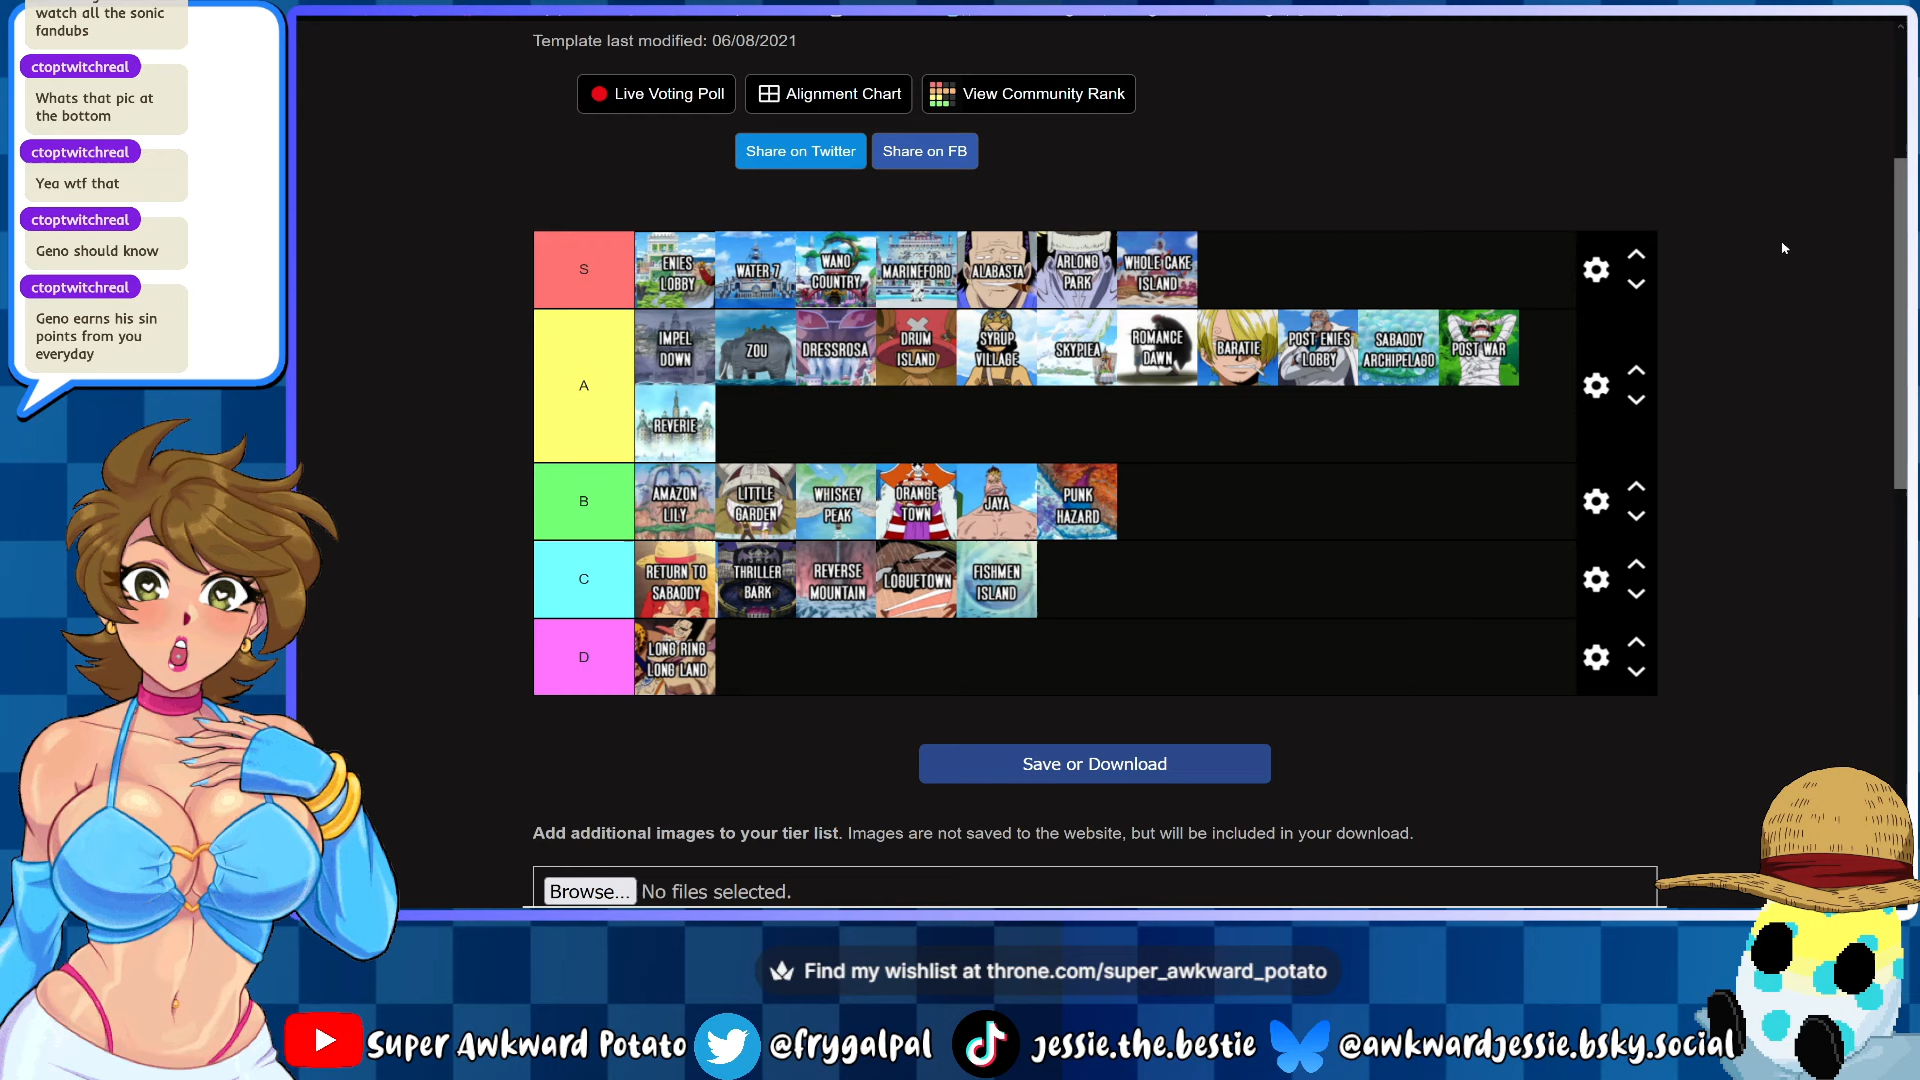 watch all the sonic
fandubs
ctoptwitchreal
Whats that pic at
the bottom
ctoptwitchreal
Yea wtf that
ctoptwitchreal
Geno should know
ctoptwitchreal
Geno earns his sin
points from you
everyday
Template last modified: 06/08/2021
Live Voting Poll
Alignment Chart
View Community Rank
Share on Twitter
Share on FB
S
ENIES
LOBBY
WATER 7
WANO
COUNTRY
MARINEFORD
ALABASTA
ARLONG
PARK
WHOLE CAKE
ISLAND
A
IMPEL
DOWN
ZOU
DRESSROSA
DRUM
ISLAND
SYRUP
VILLAGE
SKYPIEA
ROMANCE
DAWN
BARATIE
POST ENIES
LOBBY
SABAODY
ARCHIPELAGO
POST WAR
REVERIE
B
AMAZON
LILY
LITTLE
GARDEN
WHISKEY
PEAK
ORANGE
TOWN
JAYA
PUNK
HAZARD
C
RETURN TO
SABAODY
THRILLER
BARK
REVERSE
MOUNTAIN
LOGUETOWN
FISHMEN
ISLAND
D
LONG RING
LONG LAND
Save or Download
Add additional images to your tier list. Images are not saved to the website, but will be included in your download.
Browse... No files selected.
Find my wishlist at throne.com/super_awkward_potato
Super Awkward Potato
@frygalpal
jessie.the.bestie
@awkwardjessie.bsky.social